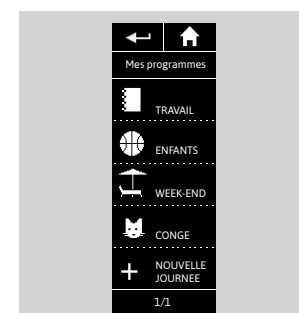 Mes programmes
TRAVAIL
ENFANTS
WEEK-END
CONGE
NOUVELLE
JOURNEE
1/1